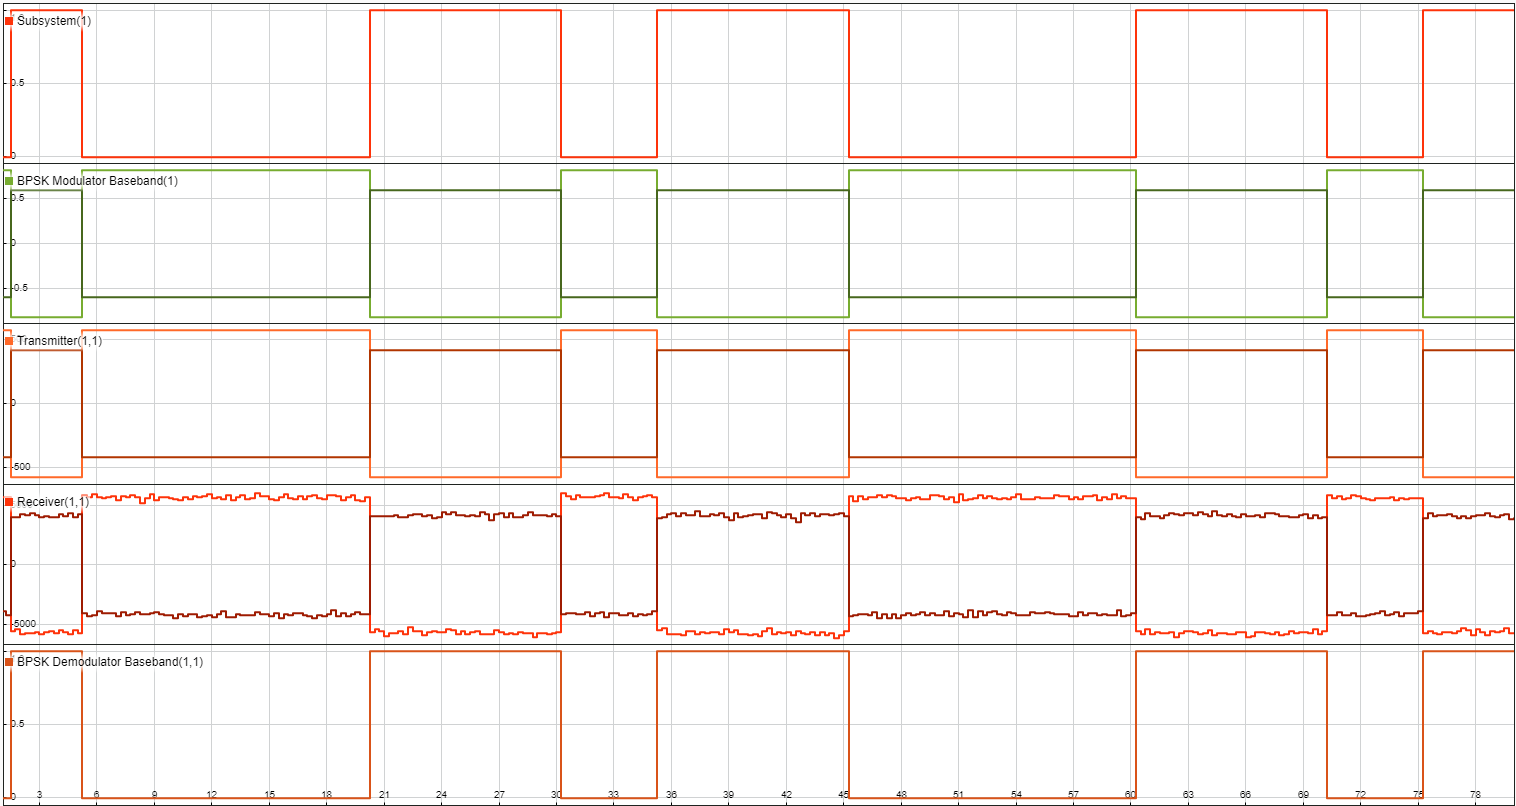 Subsystem(1)
0.5
0
BPSK Modulator Baseband(1)
0.5
0
-0.5
Transmitter(1,1)
0
-500
Receiver(1,1)
0
-5000
BPSK Demodulator Baseband(1,1)
0.5
0
3 6 9 12 15 18 21 24 27 30 33 36 39 42 45 48 51 54 57 60 63 66 69 72 75 78